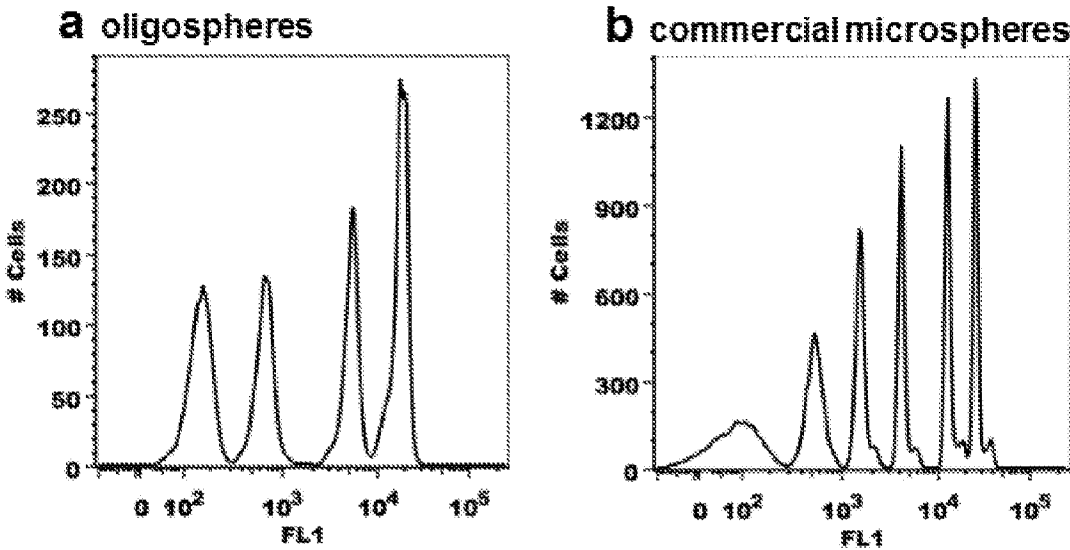 a oligospheres
# Cells
250
200
150
100
50
0
0 10² 10³ 10⁴ 10⁵
FL1
b commercial microspheres
# Cells
1200
900
600
300
0
0 10² 10³ 10⁴ 10⁵
FL1